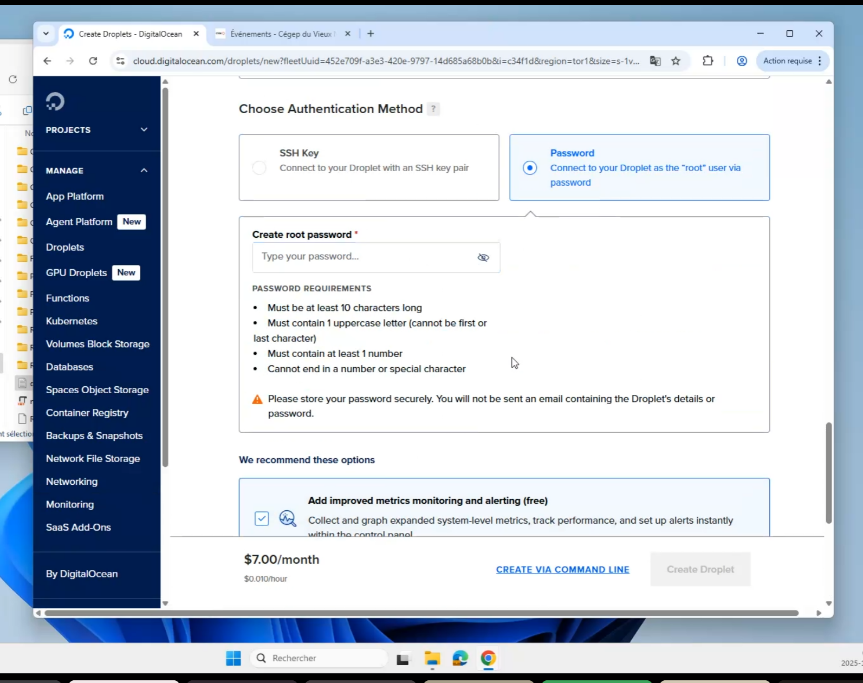 Create Droplets - DigitalOcean
Événements - Cégep du Vieux
cloud.digitalocean.com/droplets/new?fleetUuid=452e709f-a3e3-420e-9797-14d685a68b0b&i=c34f1d&region=tor1&size=s-1v...
Action requise
PROJECTS
MANAGE
App Platform
Agent Platform New
Droplets
GPU Droplets New
Functions
Kubernetes
Volumes Block Storage
Databases
Spaces Object Storage
Container Registry
Backups & Snapshots
Network File Storage
Networking
Monitoring
SaaS Add-Ons
By DigitalOcean
Choose Authentication Method ?
SSH Key
Connect to your Droplet with an SSH key pair
Password
Connect to your Droplet as the "root" user via
password
Create root password *
Type your password...
PASSWORD REQUIREMENTS
• Must be at least 10 characters long
• Must contain 1 uppercase letter (cannot be first or
last character)
• Must contain at least 1 number
• Cannot end in a number or special character
Please store your password securely. You will not be sent an email containing the Droplet's details or
password.
We recommend these options
Add improved metrics monitoring and alerting (free)
Collect and graph expanded system-level metrics, track performance, and set up alerts instantly
within the control panel
$7.00/month
$0.010/hour
CREATE VIA COMMAND LINE
Create Droplet
Rechercher